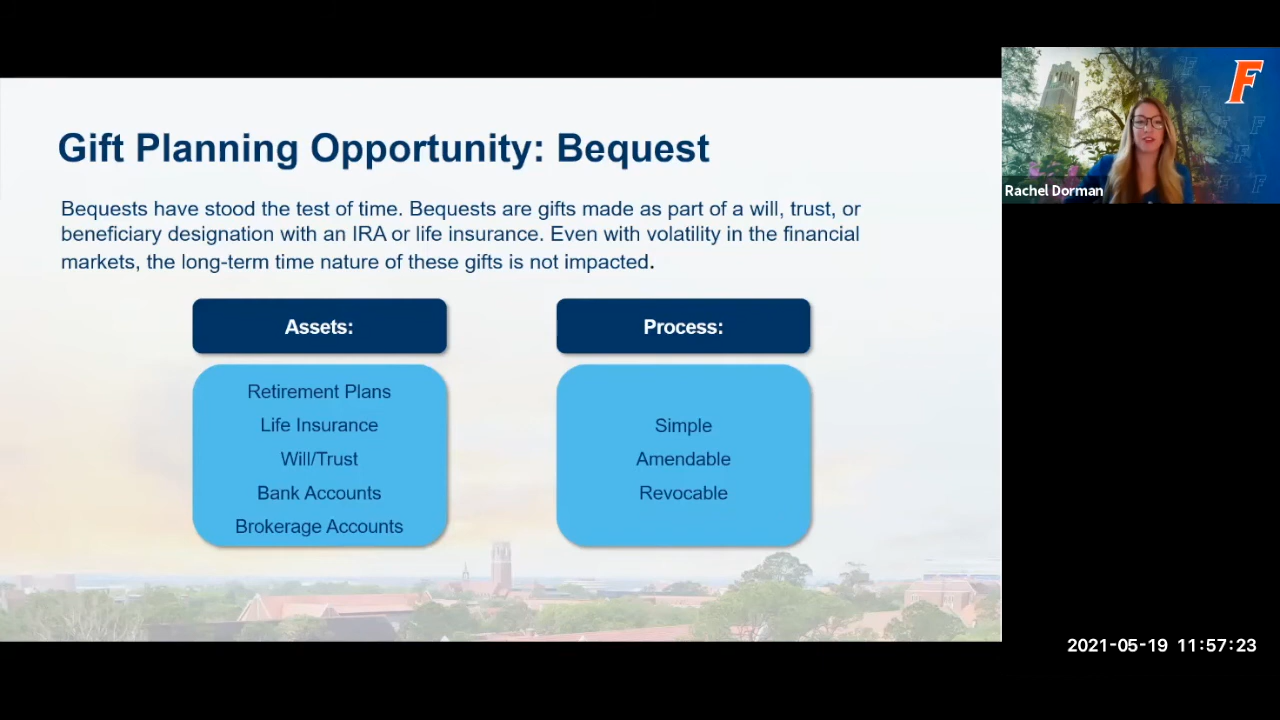 Gift Planning Opportunity: Bequest
Bequests have stood the test of time. Bequests are gifts made as part of a will, trust, or
beneficiary designation with an IRA or life insurance. Even with volatility in the financial
markets, the long-term time nature of these gifts is not impacted.
Assets:
Retirement Plans
Life Insurance
Will/Trust
Bank Accounts
Brokerage Accounts
Process:
Simple
Amendable
Revocable
F
Rachel Dorman
2021-05-19 11:57:23